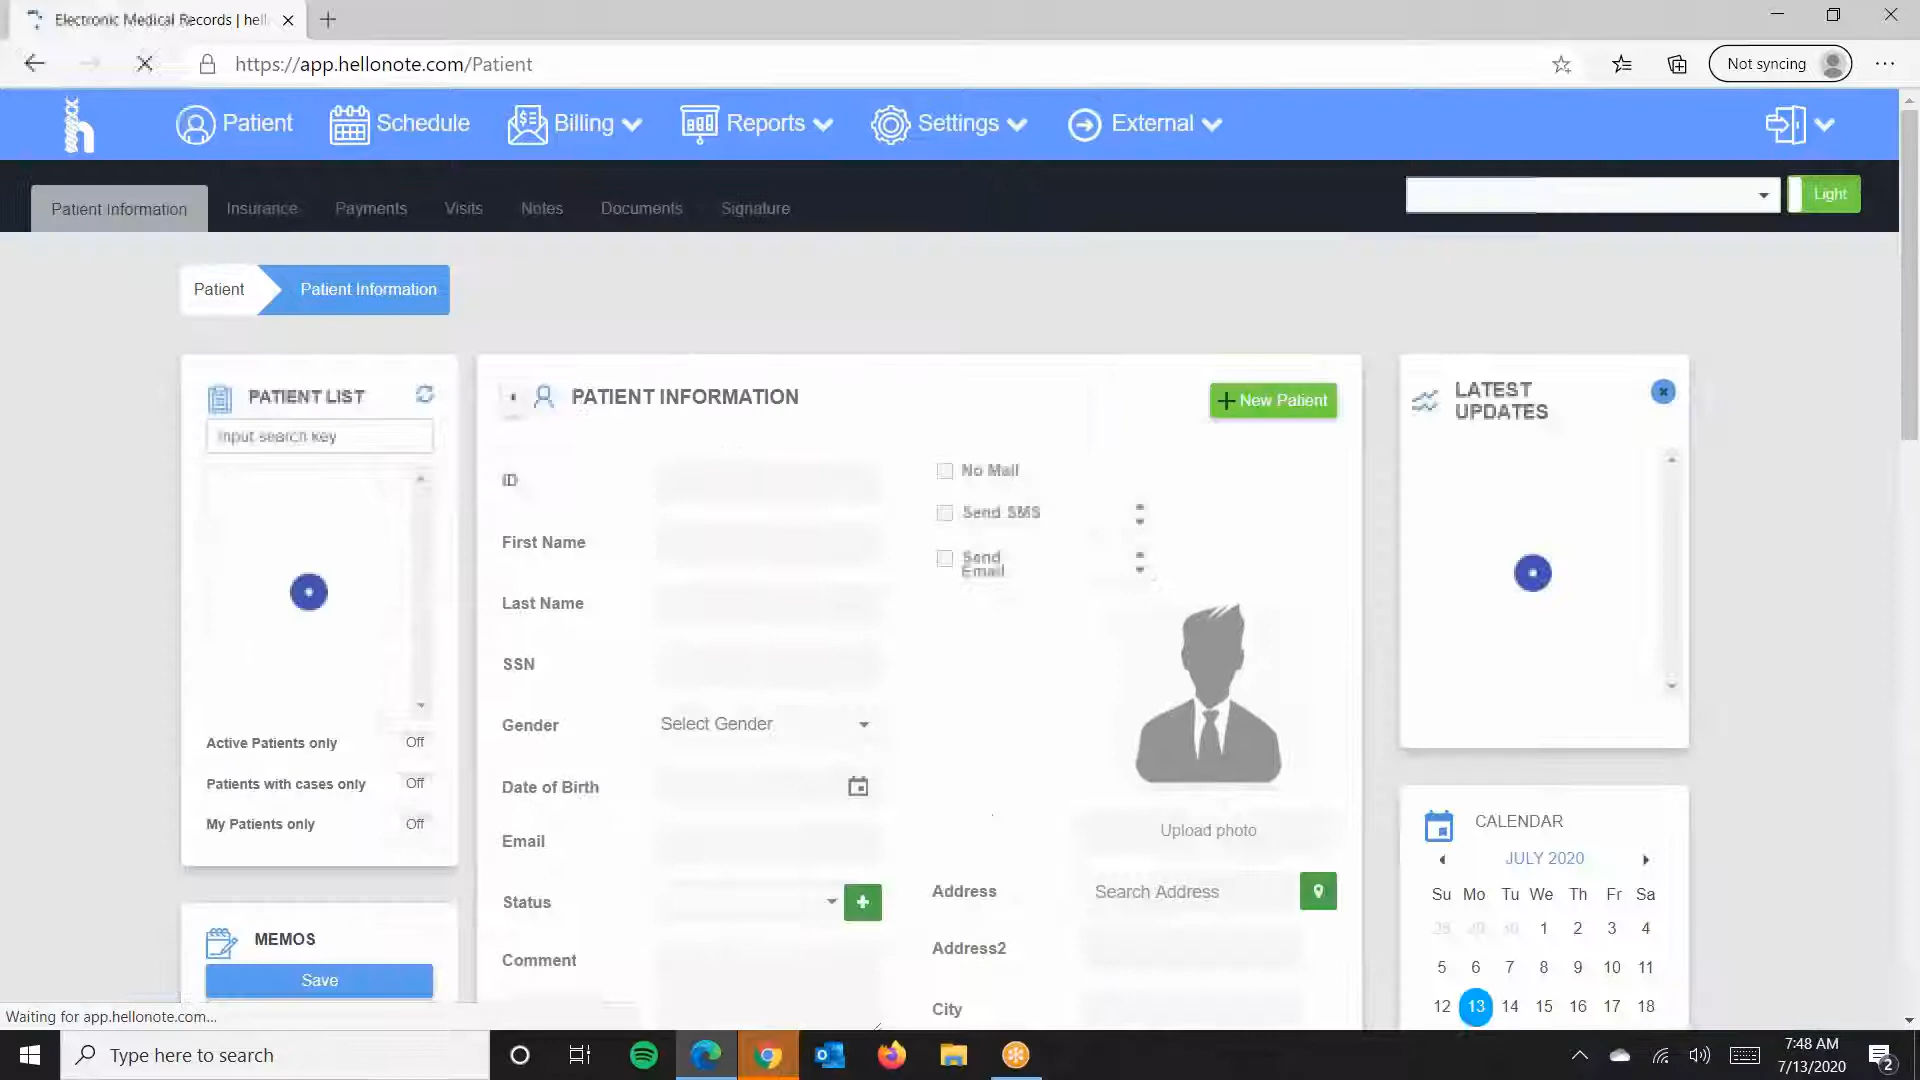 Electronic Medical Records | hell
https://app.hellonote.com/Patient
Not syncing
Patient
Schedule
Billing
Reports
Settings
External
Patient Information
Insurance
Payments
Visits
Notes
Documents
Signature
Light
Patient
Patient Information
PATIENT LIST
Input search key
Active Patients only Off
Patients with cases only Off
My Patients only Off
MEMOS
Save
PATIENT INFORMATION
New Patient
ID
First Name
Last Name
SSN
Gender Select Gender
Date of Birth
Email
Status
Comment
No Mail
Send SMS
Send
Email
Upload photo
Address Search Address
Address2
City
LATEST
UPDATES
CALENDAR
JULY 2020
Su Mo Tu We Th Fr Sa
28 29 30 1 2 3 4
5 6 7 8 9 10 11
12 13 14 15 16 17 18
Waiting for app.hellonote.com...
Type here to search
7:48 AM
7/13/2020
2